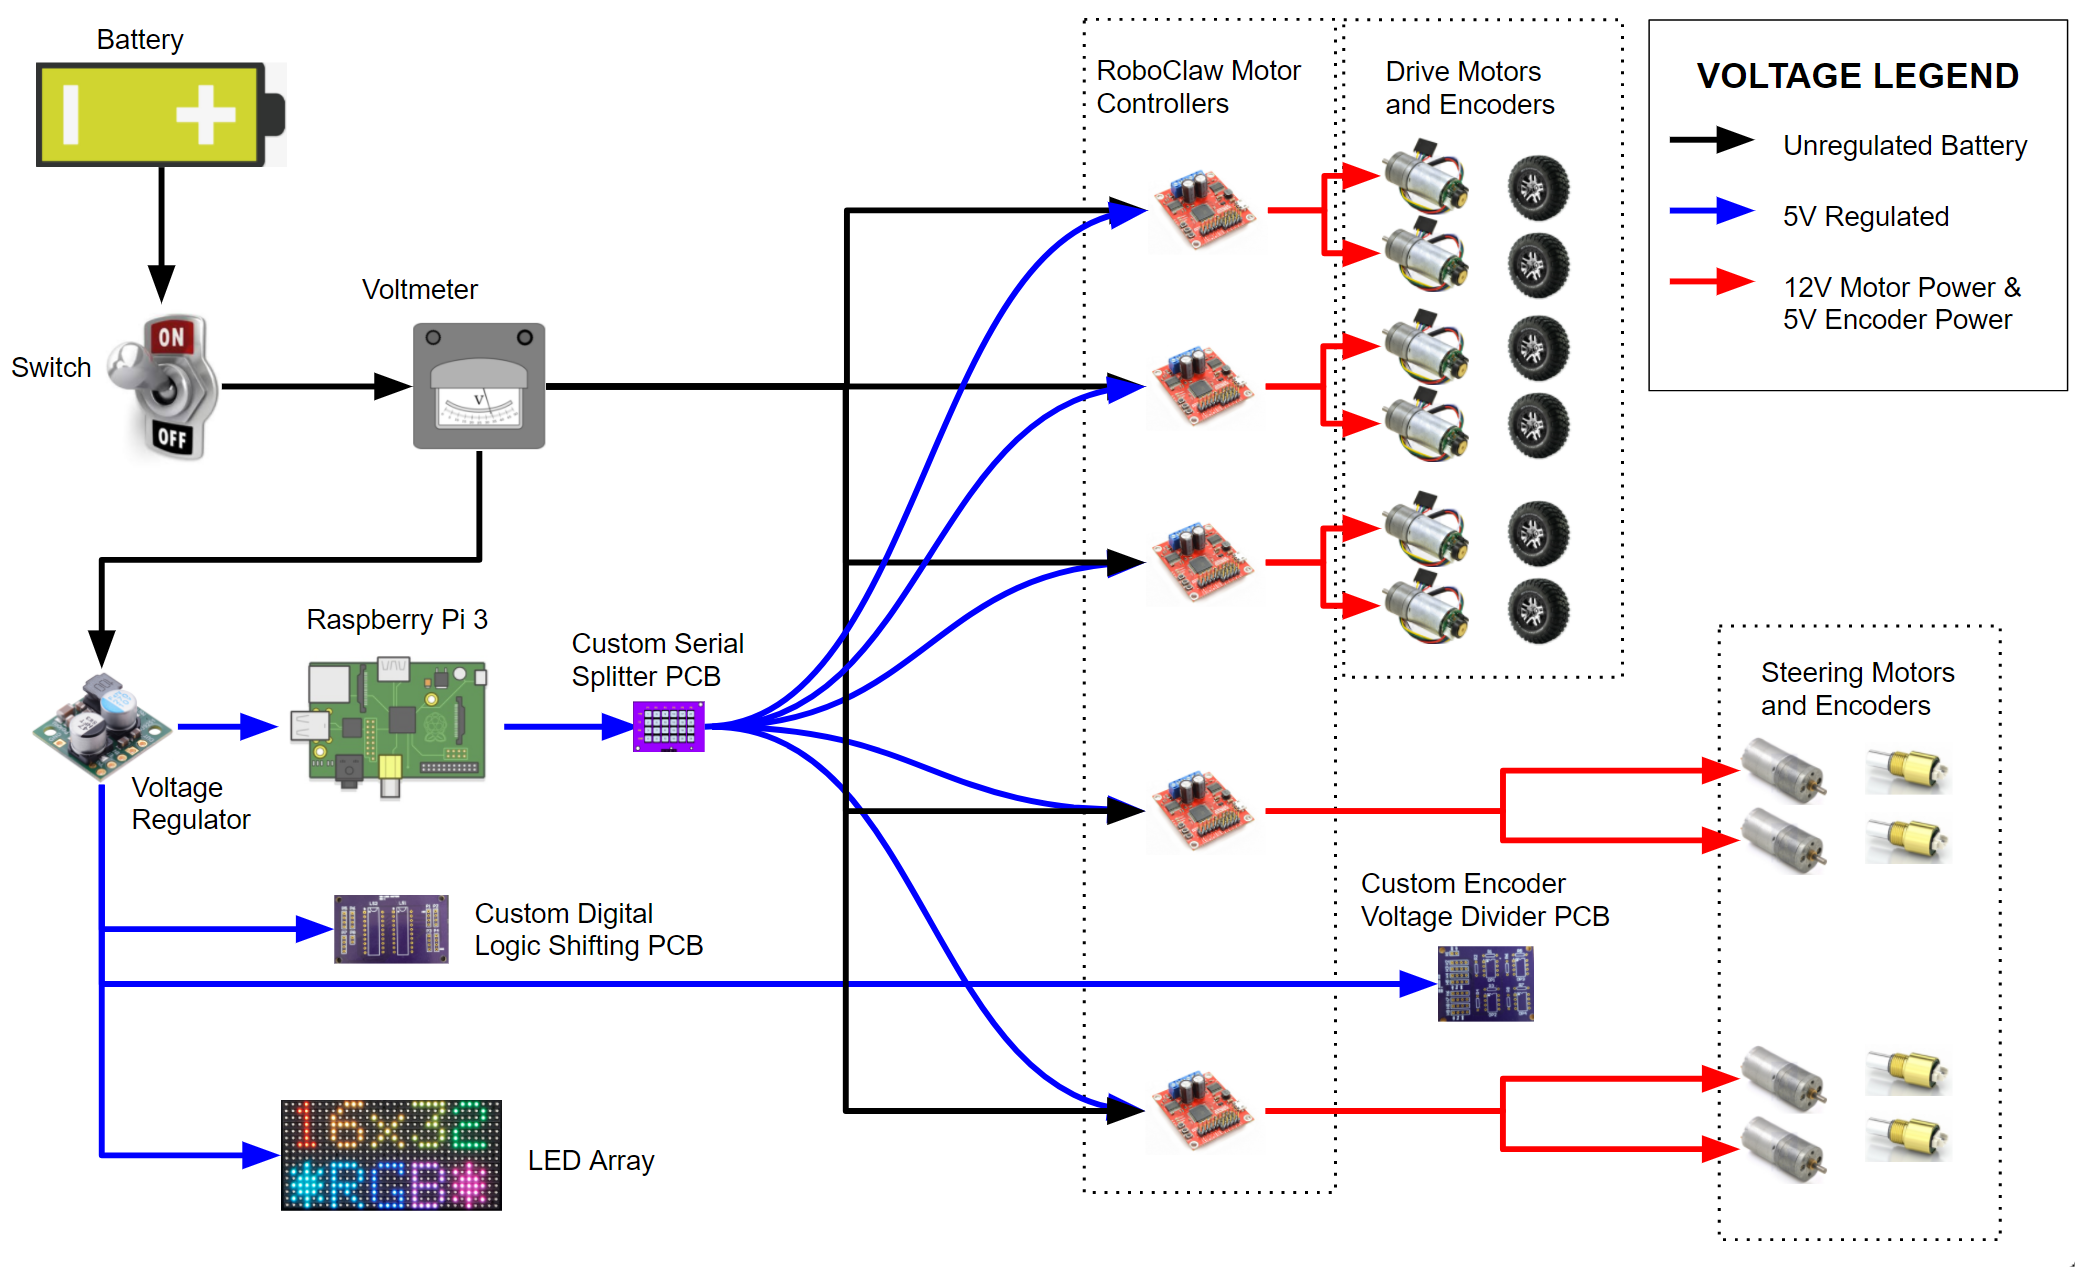 Battery
RoboClaw Motor
Controllers
Drive Motors
and Encoders
VOLTAGE LEGEND
Unregulated Battery
5V Regulated
12V Motor Power &
5V Encoder Power
Voltmeter
Switch
ON
OFF
V
Raspberry Pi 3
Custom Serial
Splitter PCB
Steering Motors
and Encoders
Voltage
Regulator
Custom Digital
Logic Shifting PCB
Custom Encoder
Voltage Divider PCB
16x32
*RGB*
LED Array